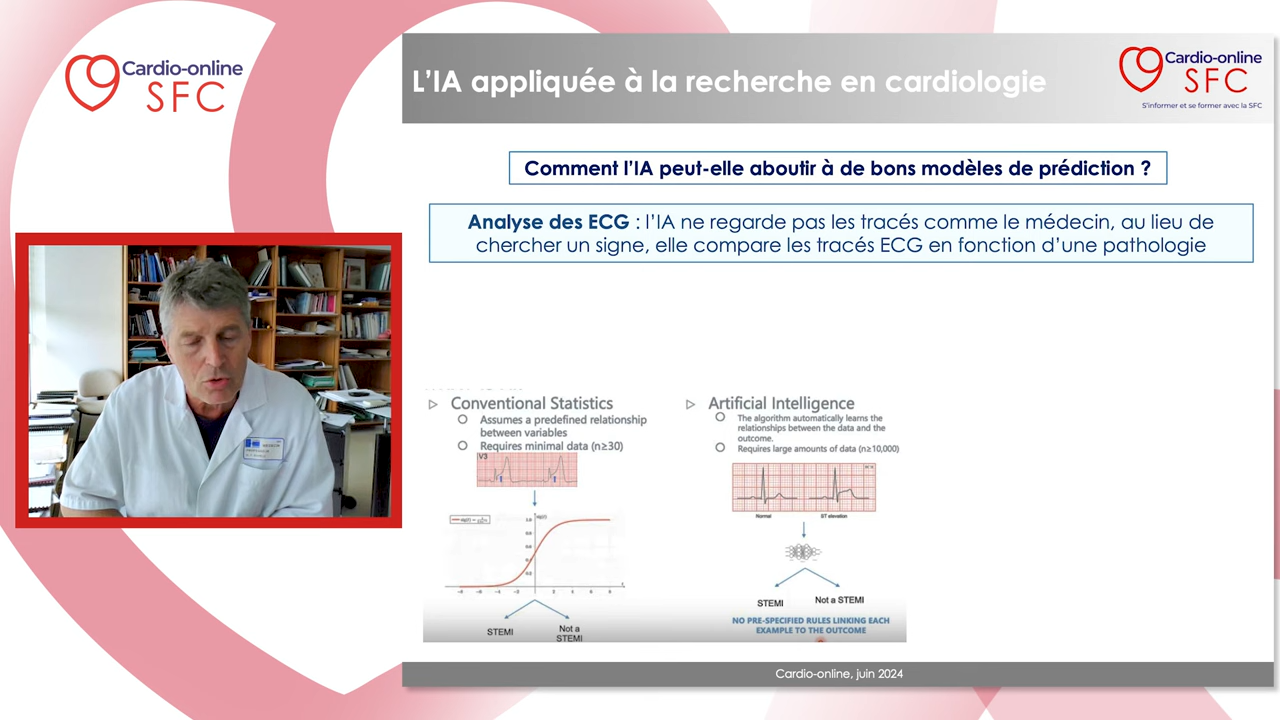 Cardio-online
SFC
L'IA appliquée à la recherche en cardiologie
Cardio-online
SFC
S'informer et se former avec la SFC
Comment l'IA peut-elle aboutir à de bons modèles de prédiction ?
Analyse des ECG : l'IA ne regarde pas les tracés comme le médecin, au lieu de
chercher un signe, elle compare les tracés ECG en fonction d'une pathologie
Conventional Statistics
Assumes a predefined relationship
between variables
Requires minimal data (n≥30)
V3
STEMI
Not a
STEMI
Artificial Intelligence
The algorithm automatically learns the
relationships between the data and the
outcome.
Requires large amounts of data (n≥10,000)
Normal
ST elevation
STEMI
Not a STEMI
NO PRE-SPECIFIED RULES LINKING EACH
EXAMPLE TO THE OUTCOME
Cardio-online, juin 2024